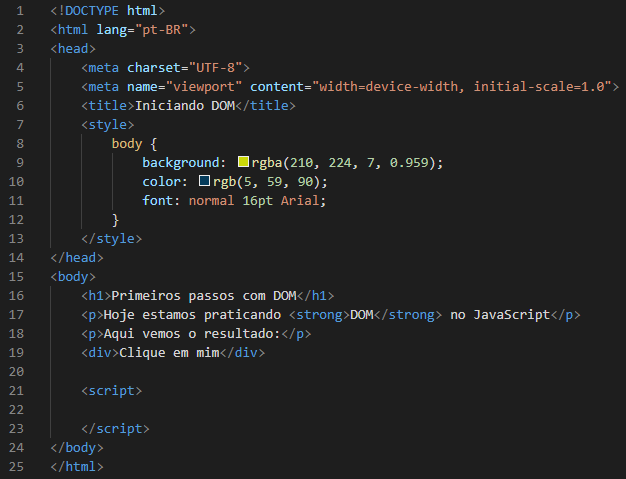 1 <!DOCTYPE html>
2 <html lang="pt-BR">
3 <head>
4     <meta charset="UTF-8">
5     <meta name="viewport" content="width=device-width, initial-scale=1.0">
6     <title>Iniciando DOM</title>
7     <style>
8         body {
9             background: rgba(210, 224, 7, 0.959);
10             color: rgb(5, 59, 90);
11             font: normal 16pt Arial;
12         }
13     </style>
14 </head>
15 <body>
16     <h1>Primeiros passos com DOM</h1>
17     <p>Hoje estamos praticando <strong>DOM</strong> no JavaScript</p>
18     <p>Aqui vemos o resultado:</p>
19     <div>Clique em mim</div>
20
21     <script>
22
23     </script>
24 </body>
25 </html>